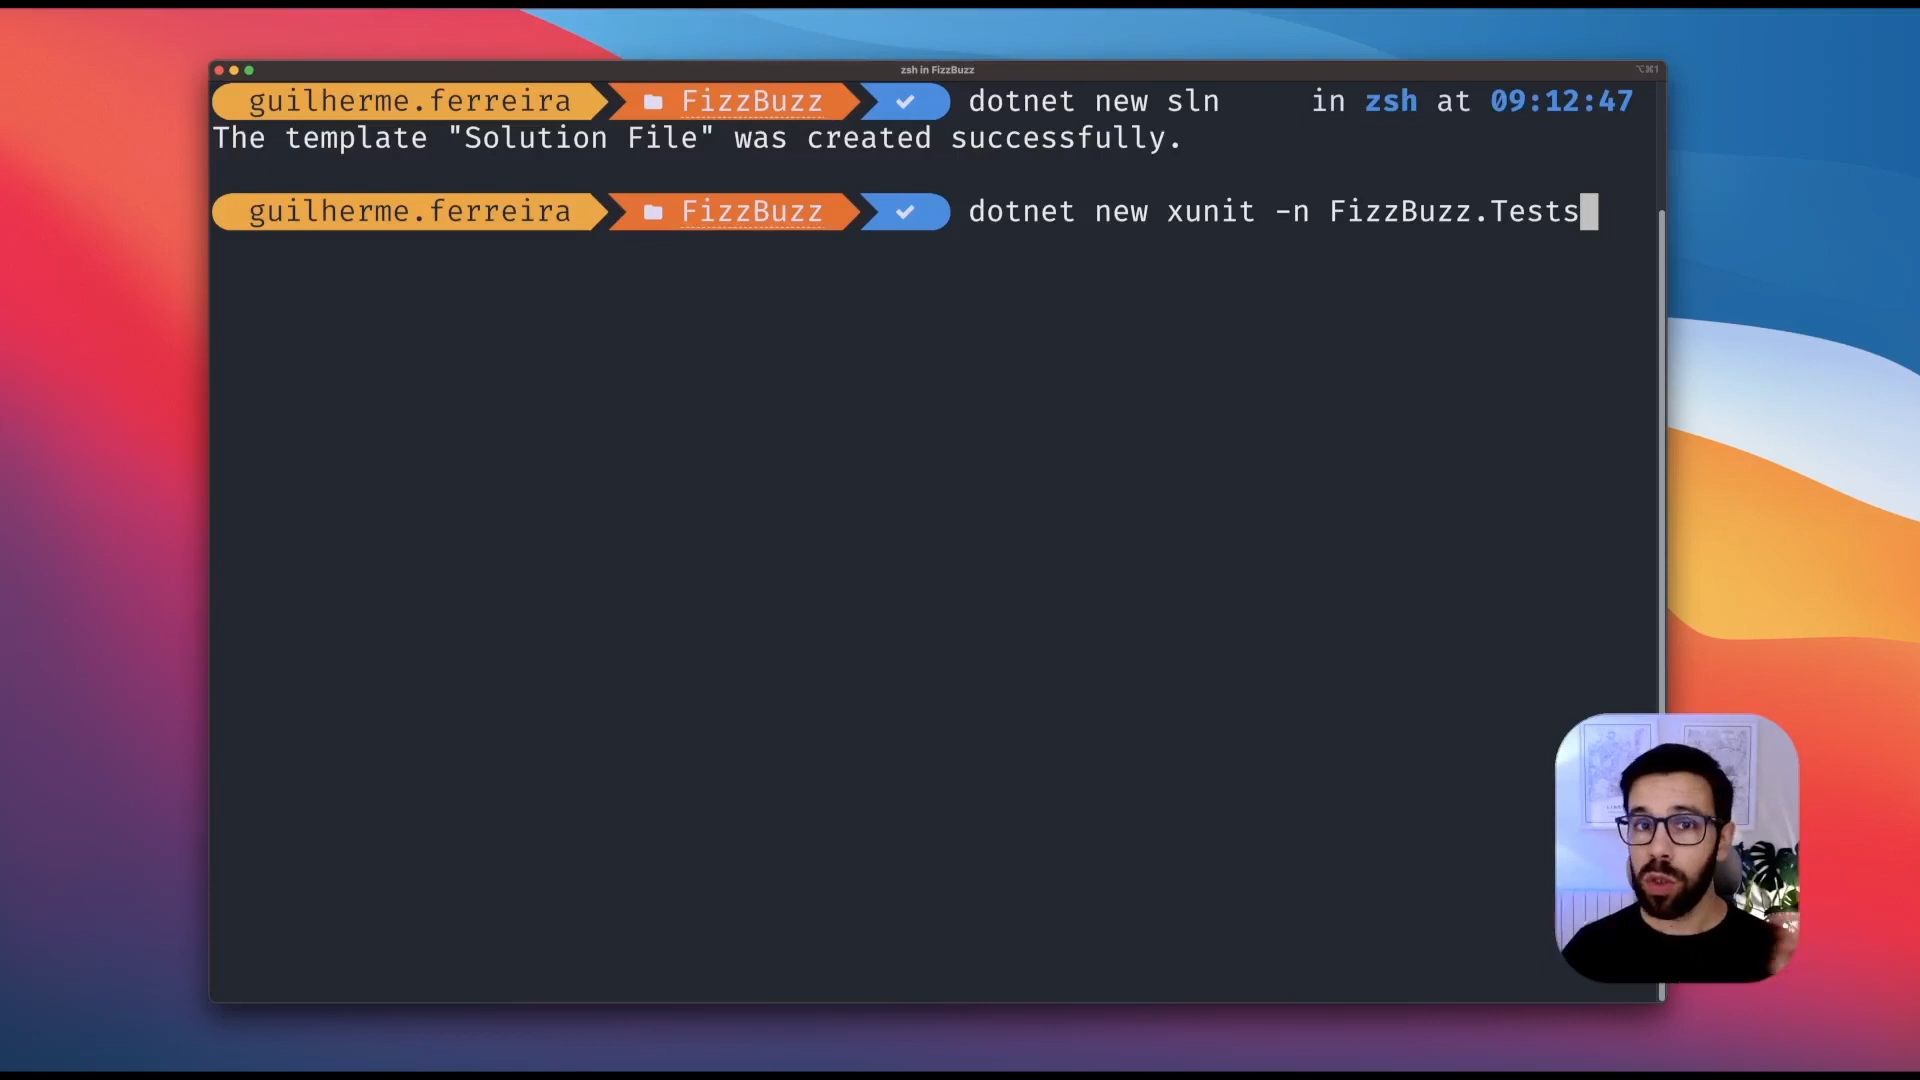 zsh in FizzBuzz
⌥⌘1
guilherme.ferreira FizzBuzz ✓ dotnet new sln in zsh at 09:12:47
The template "Solution File" was created successfully.
guilherme.ferreira FizzBuzz ✓ dotnet new xunit -n FizzBuzz.Tests